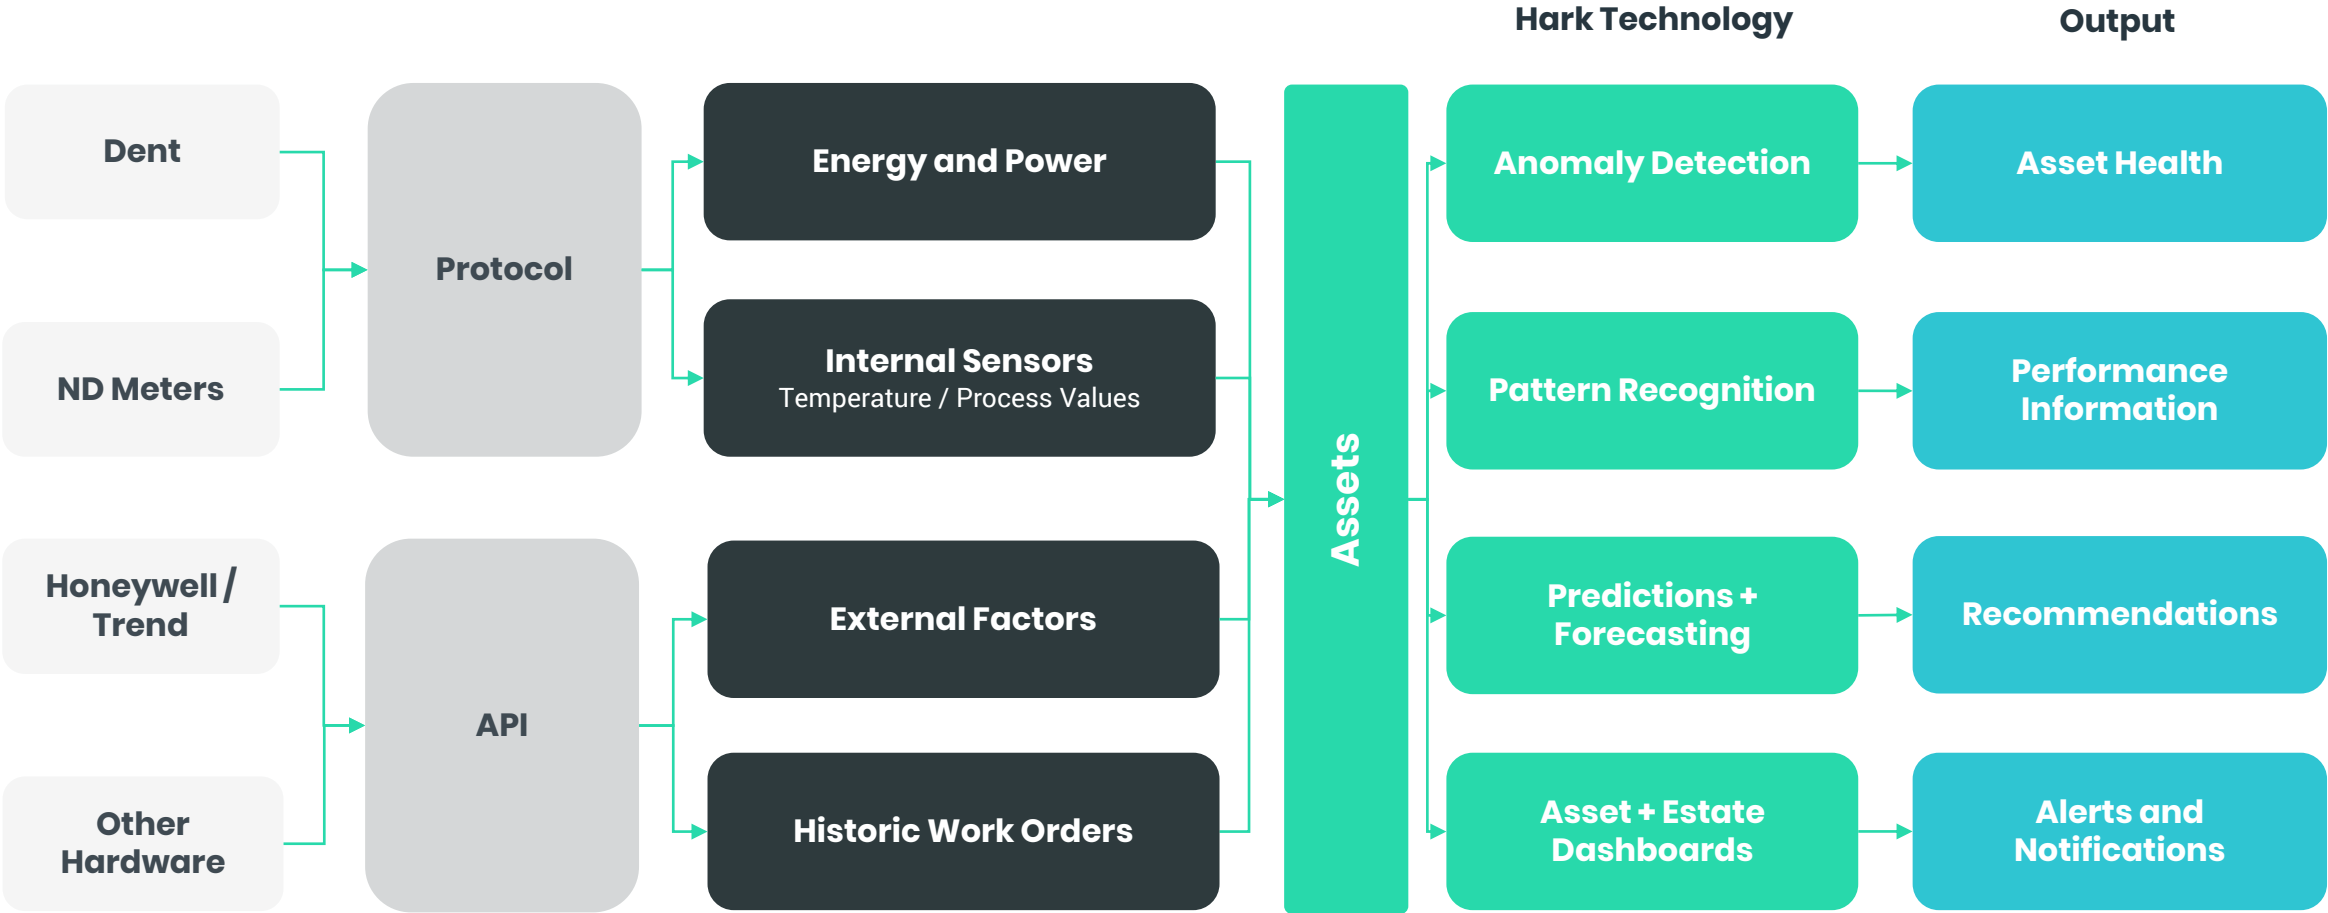 Hark Technology
Output
Dent
ND Meters
Honeywell /
Trend
Other
Hardware
Protocol
API
Energy and Power
Internal Sensors
Temperature / Process Values
External Factors
Historic Work Orders
Assets
Anomaly Detection
Pattern Recognition
Predictions +
Forecasting
Asset + Estate
Dashboards
Asset Health
Performance
Information
Recommendations
Alerts and
Notifications